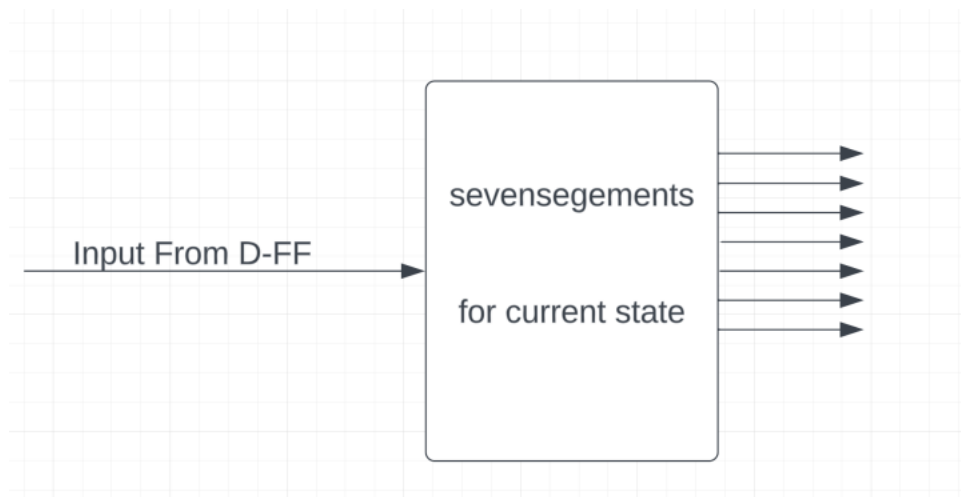 Input From D-FF
sevensegements
for current state